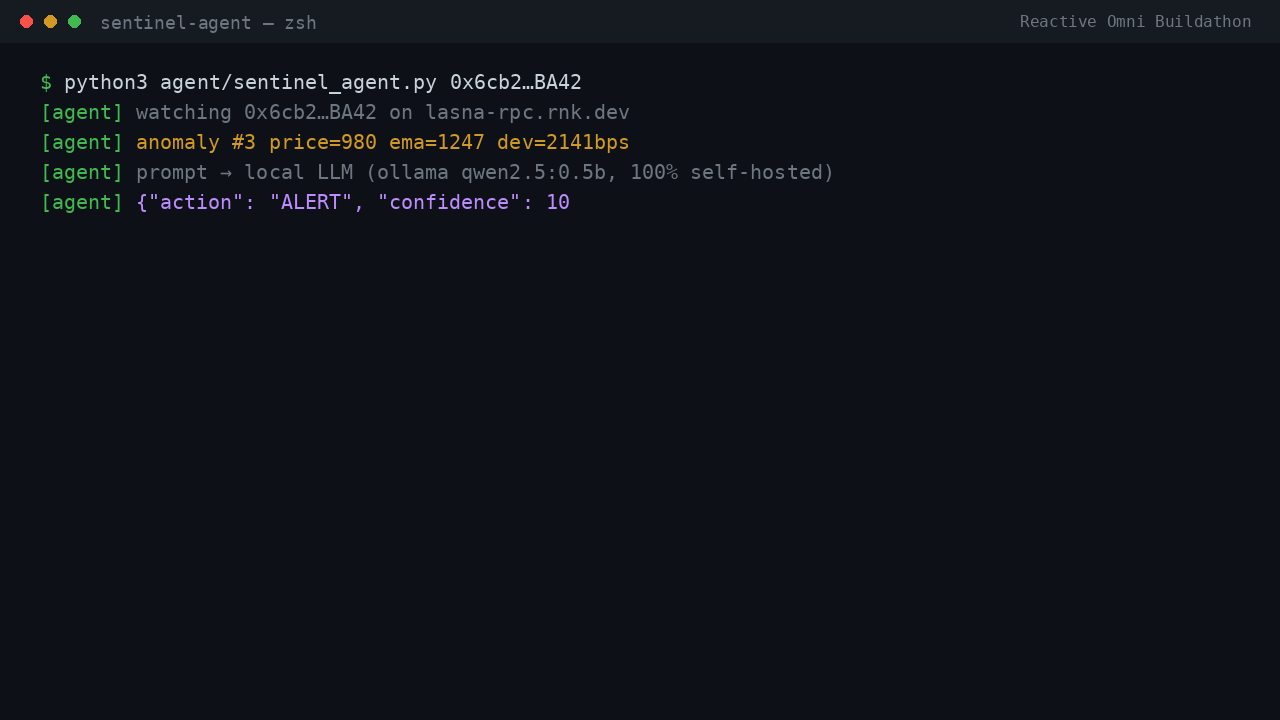 sentinel-agent — zsh
Reactive Omni Buildathon
$ python3 agent/sentinel_agent.py 0x6cb2…BA42
[agent] watching 0x6cb2…BA42 on lasna-rpc.rnk.dev
[agent] anomaly #3 price=980 ema=1247 dev=2141bps
[agent] prompt → local LLM (ollama qwen2.5:0.5b, 100% self-hosted)
[agent] {"action": "ALERT", "confidence": 10